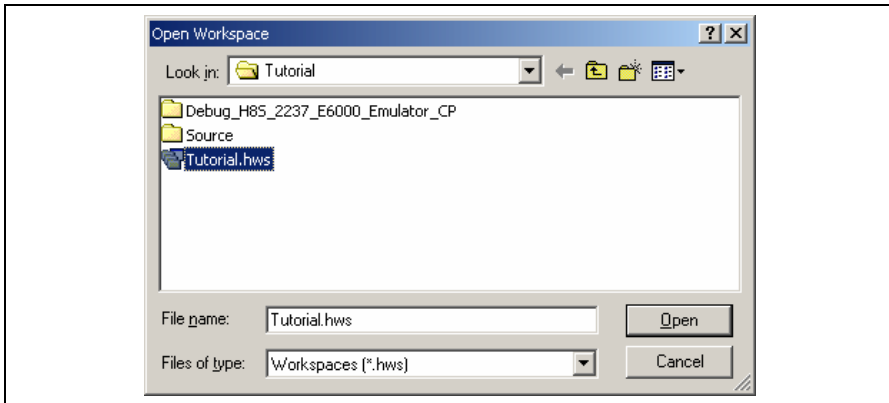 Open Workspace
Look in: Tutorial
Debug_H8S_2237_E6000_Emulator_CP
Source
Tutorial.hws
File name: Tutorial.hws Open
Files of type: Workspaces (*.hws) Cancel